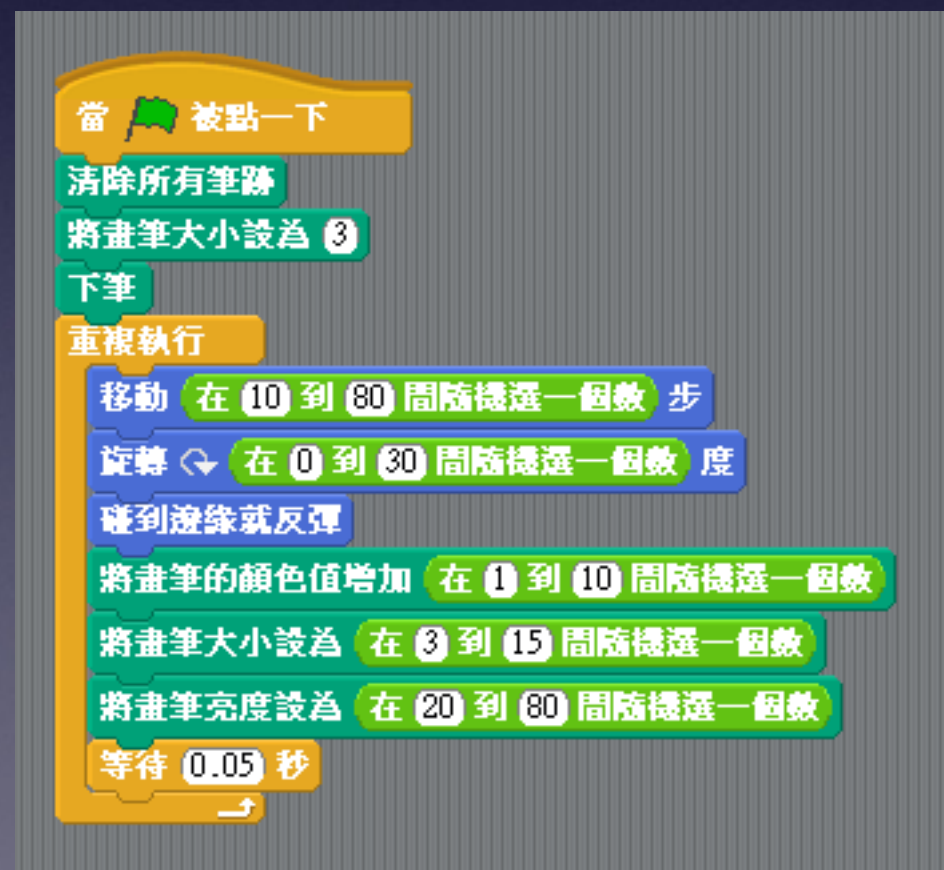 當 被點一下
清除所有筆跡
將畫筆大小設為 3
下筆
重複執行
移動 在 10 到 80 間隨機選一個數 步
旋轉 在 0 到 30 間隨機選一個數 度
碰到邊緣就反彈
將畫筆的顏色值增加 在 1 到 10 間隨機選一個數
將畫筆大小設為 在 3 到 15 間隨機選一個數
將畫筆亮度設為 在 20 到 80 間隨機選一個數
等待 0.05 秒